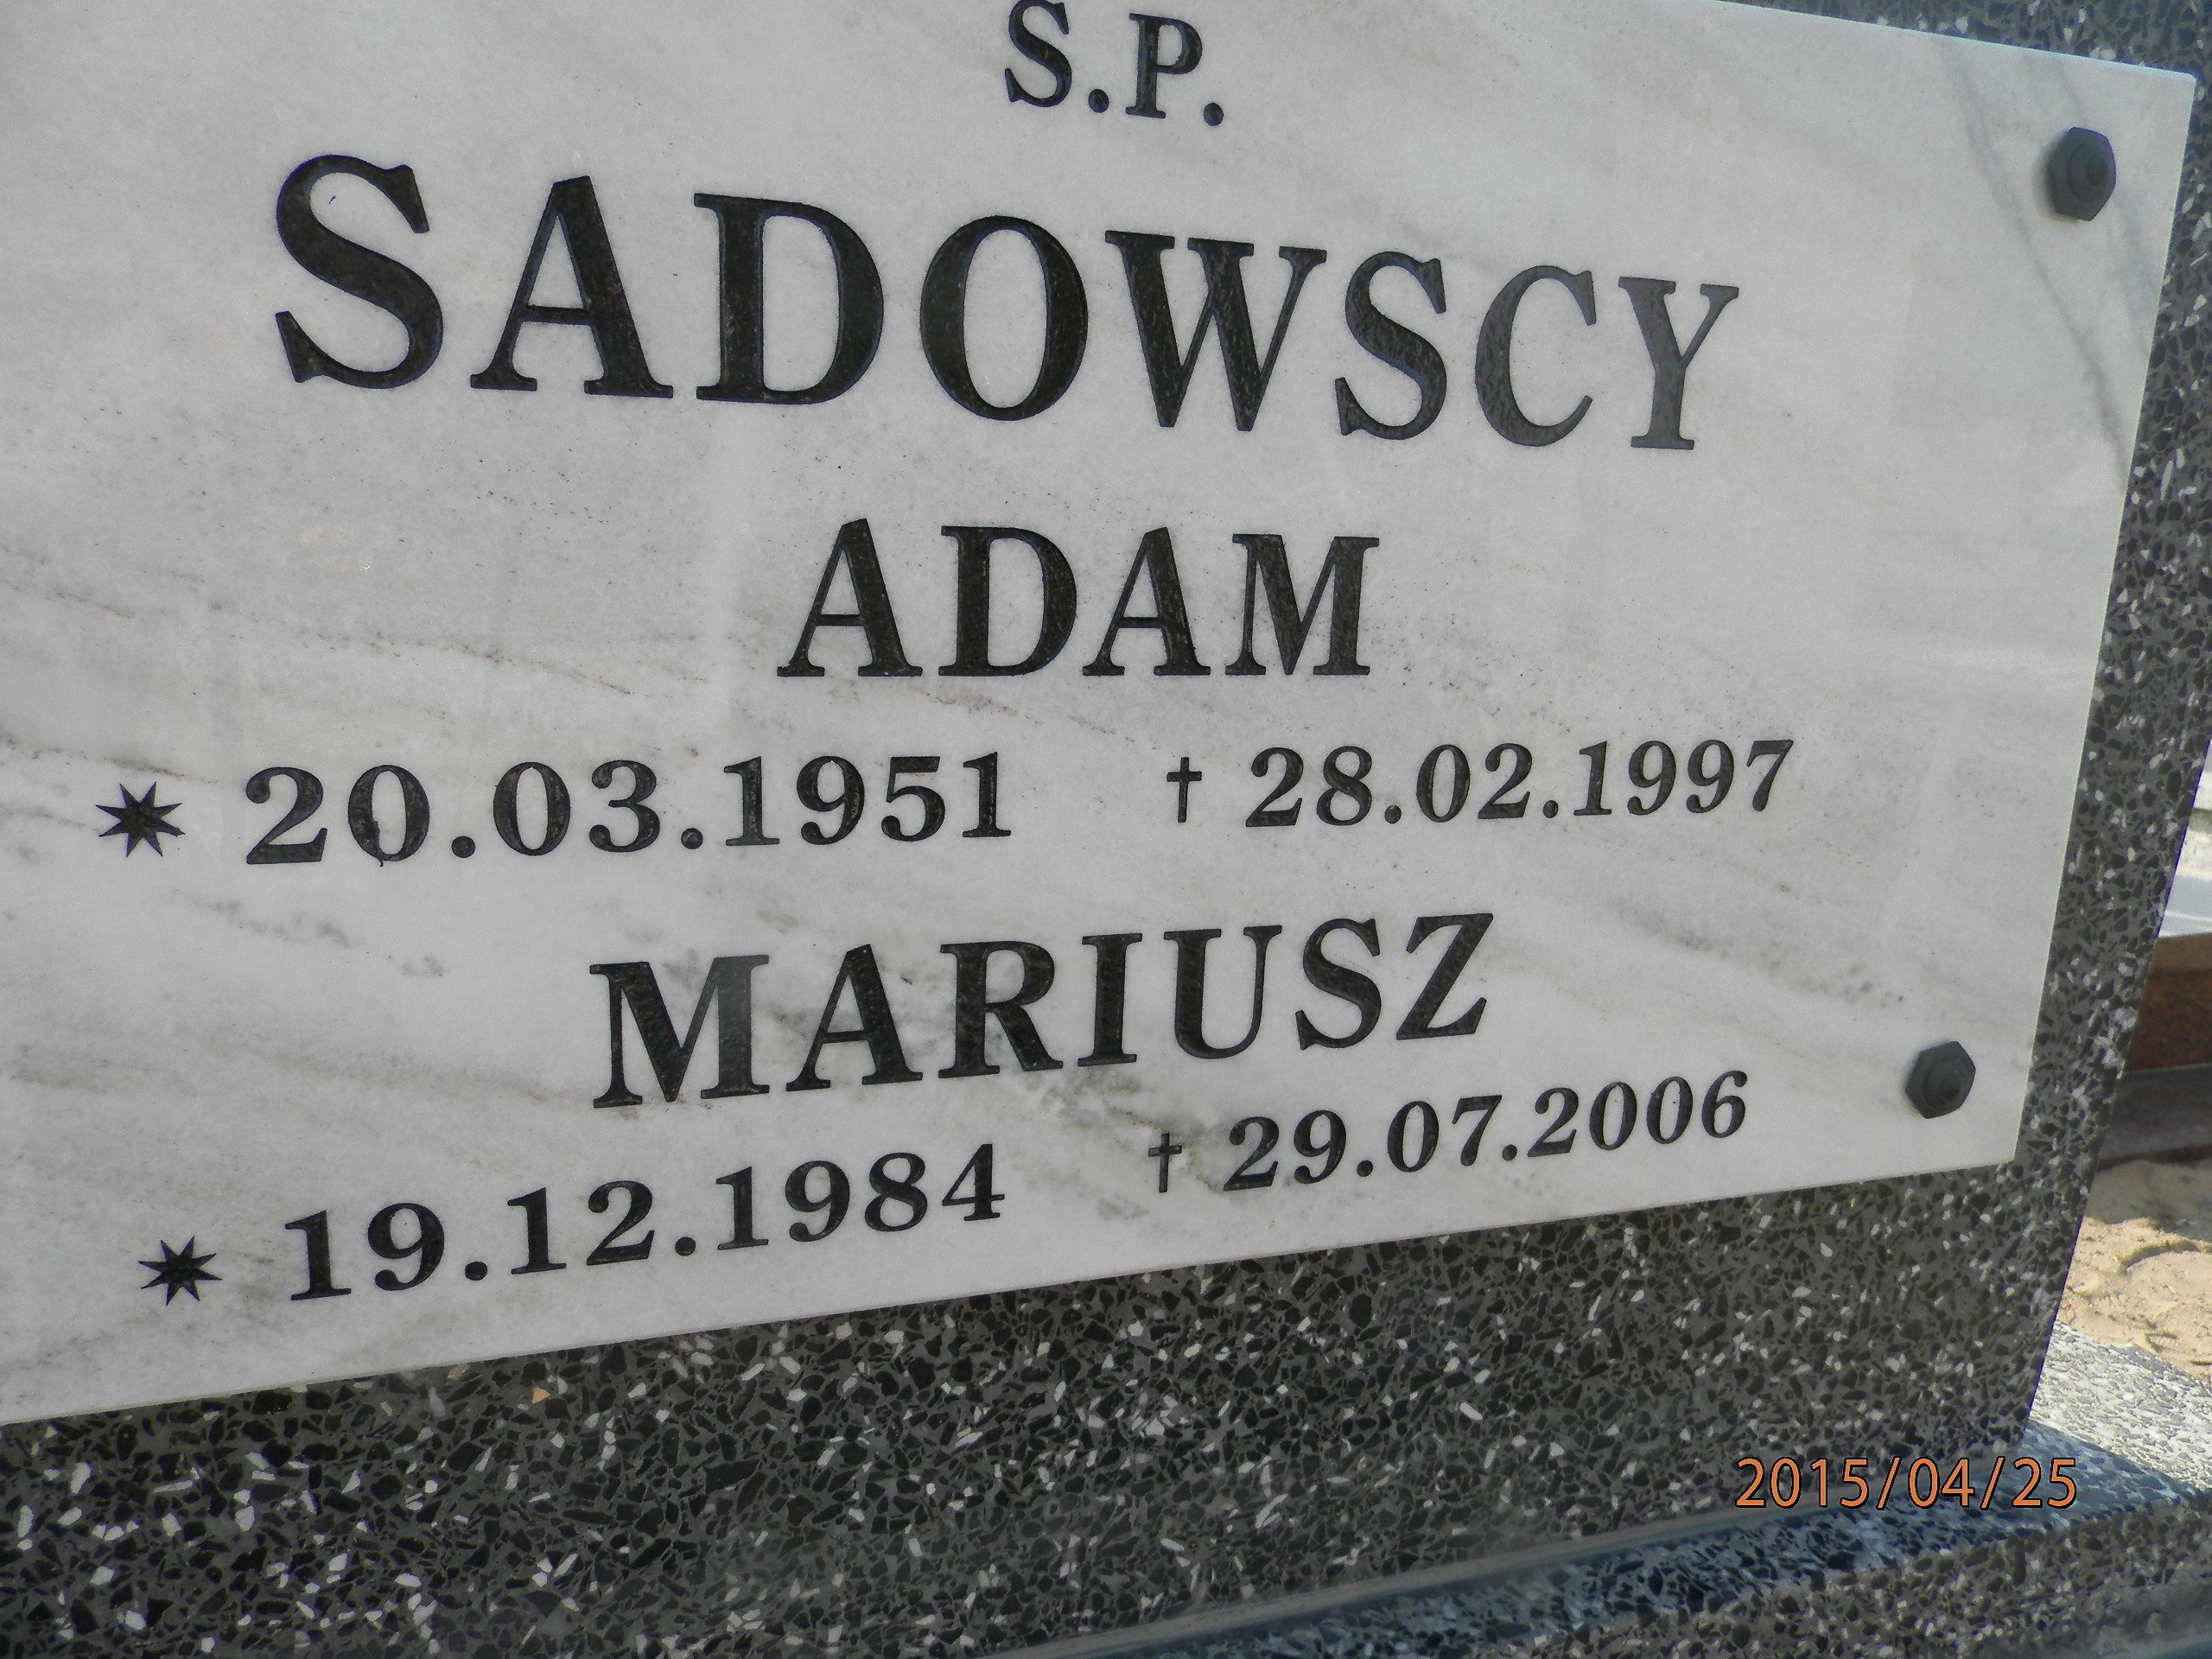 S.P.
SADOWSCY
ADAM
* 20.03.1951 † 28.02.1997
MARIUSZ
* 19.12.1984 † 29.07.2006
2015/04/25